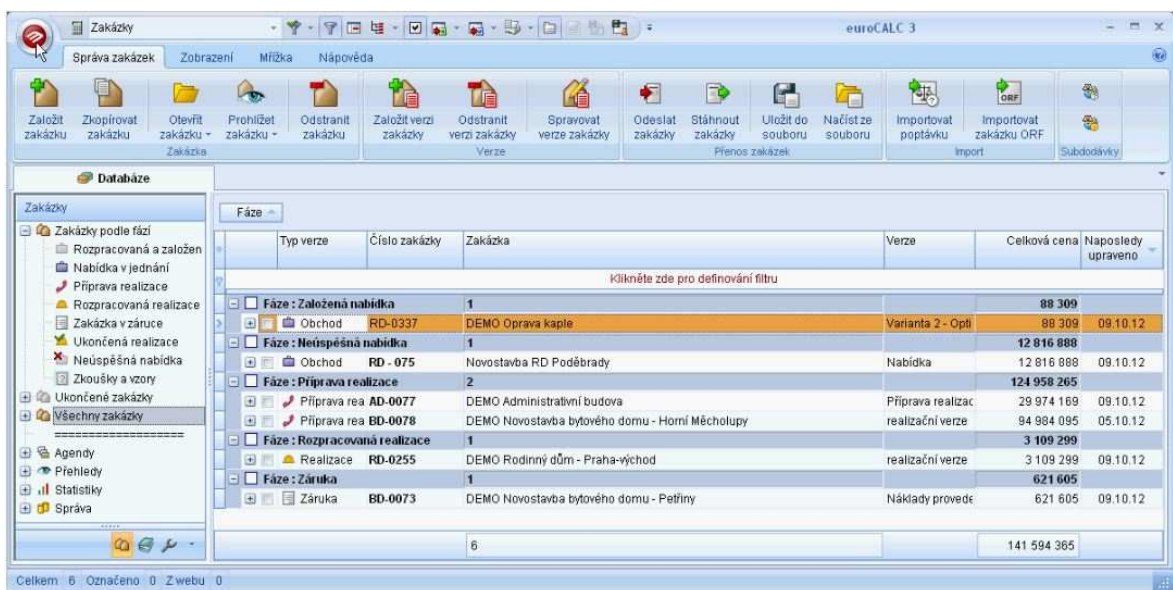 Zakázky
euroCALC 3
Správa zakázek Zobrazení Mřížka Nápověda
Založit zakázku
Zkopírovat zakázku
Otevřít zakázku
Prohlížet zakázku
Odstranit zakázku
Založit verzi zakázky
Odstranit verzi zakázky
Spravovat verze zakázky
Odeslat zakázky
Stáhnout zakázky
Uložit do souboru
Načíst ze souboru
Importovat poptávku
Importovat zakázku ORF
ORF
Zakázka Verze Přenos zakázek Import Subdodávky
Databáze
Zakázky
Zakázky podle fází
Rozpracovaná a založen
Nabídka v jednání
Příprava realizace
Rozpracovaná realizace
Zakázka v záruce
Ukončená realizace
Neúspěšná nabídka
Zkoušky a vzory
Ukončené zakázky
Všechny zakázky
===================
Agendy
Přehledy
Statistiky
Správa
Fáze
Typ verze Číslo zakázky Zakázka Verze Celková cena Naposledy upraveno
Klikněte zde pro definování filtru
Fáze : Založená nabídka 1 88 309
Obchod RD-0337 DEMO Oprava kaple Varianta 2 - Opti 88 309 09.10.12
Fáze : Neúspěšná nabídka 1 12 816 888
Obchod RD - 075 Novostavba RD Poděbrady Nabídka 12 816 888 09.10.12
Fáze : Příprava realizace 2 124 958 265
Příprava rea AD-0077 DEMO Administrativní budova Příprava realizac 29 974 169 09.10.12
Příprava rea BD-0078 DEMO Novostavba bytového domu - Horní Měcholupy realizační verze 94 984 095 05.10.12
Fáze : Rozpracovaná realizace 1 3 109 299
Realizace RD-0255 DEMO Rodinný dům - Praha-východ realizační verze 3 109 299 09.10.12
Fáze : Záruka 1 621 605
Záruka BD-0073 DEMO Novostavba bytového domu - Petřiny Náklady provede 621 605 09.10.12
6 141 594 365
Celkem 6 Označeno 0 Z webu 0